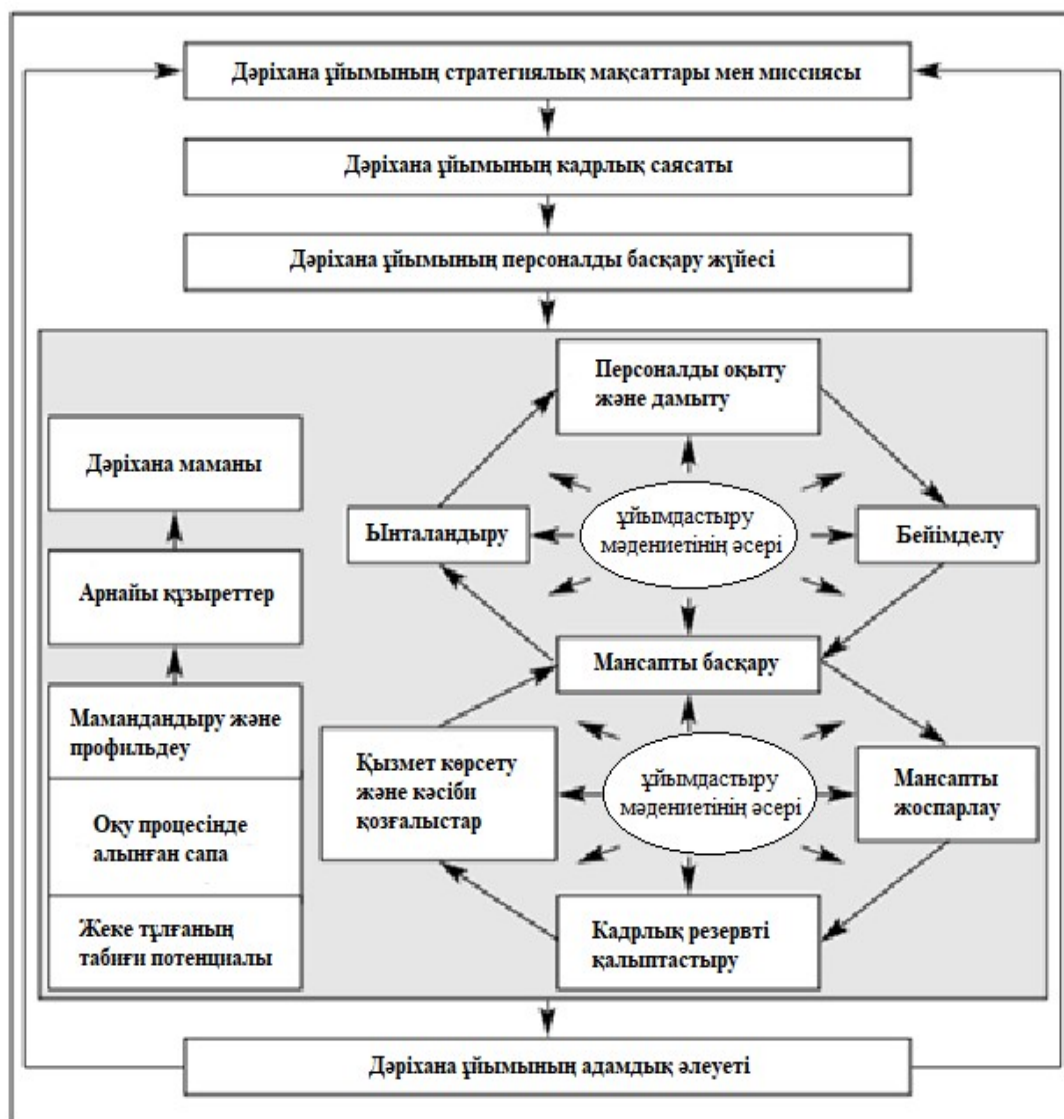 Дәріхана ұйымының стратегиялық мақсаттары мен миссиясы
Дәріхана ұйымының кадрлық саясаты
Дәріхана ұйымының персоналды басқару жүйесі
Дәріхана маманы
Арнайы құзыреттер
Мамандандыру және
профильдеу
Оқу процесінде
алынған сапа
Жеке тұлғаның
табиғи потенциалы
Персоналды оқыту
және дамыту
Ынталандыру
ұйымдастыру
мәдениетінің әсері
Бейімделу
Мансапты басқару
Қызмет көрсету
және кәсіби
қозғалыстар
ұйымдастыру
мәдениетінің әсері
Мансапты
жоспарлау
Кадрлық резервті
қалыптастыру
Дәріхана ұйымының адамдық әлеуеті